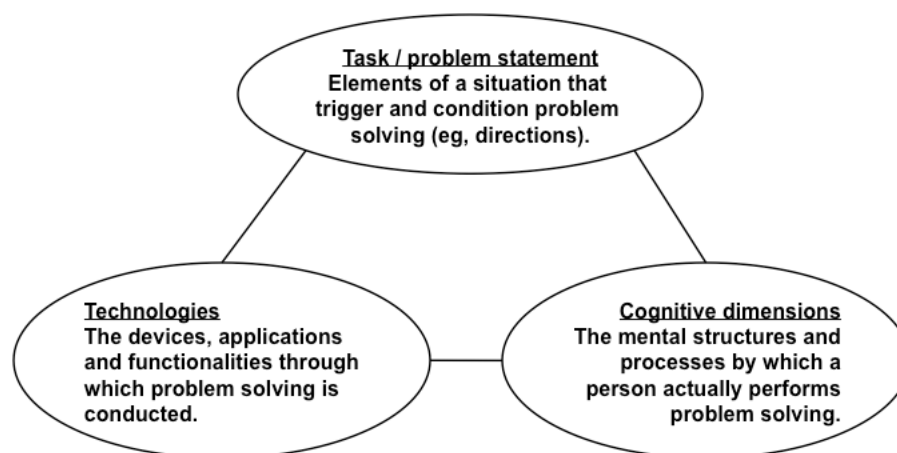 Task / problem statement
Elements of a situation that
trigger and condition problem
solving (eg, directions).
Technologies
The devices, applications
and functionalities through
which problem solving is
conducted.
Cognitive dimensions
The mental structures and
processes by which a
person actually performs
problem solving.